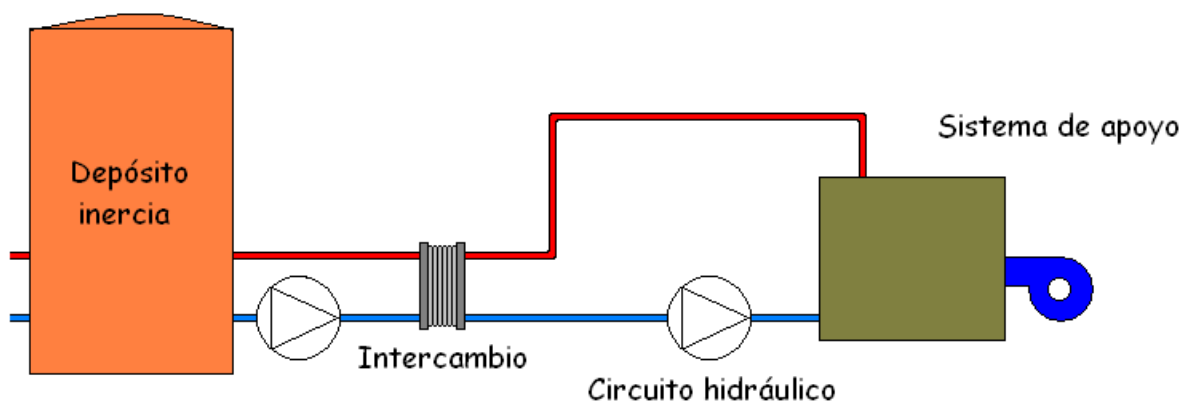 Sistema de apoyo
Depósito
inercia
Intercambio
Circuito hidráulico